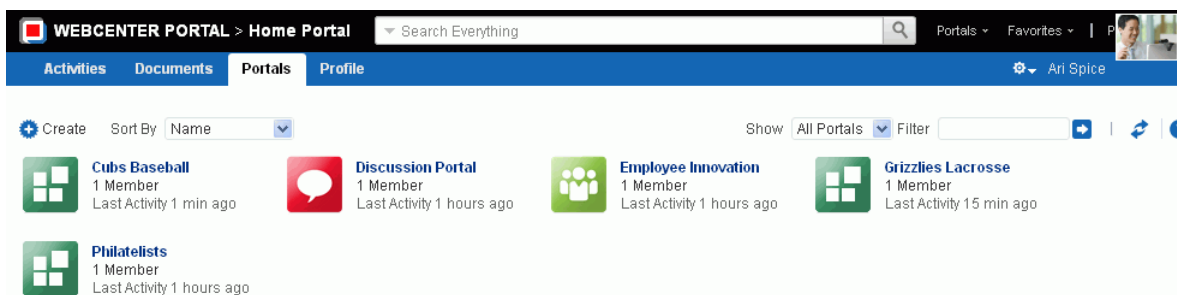 WEBCENTER PORTAL > Home Portal Search Everything Portals Favorites | P
Activities Documents Portals Profile Ari Spice
Create Sort By Name Show All Portals Filter |
Cubs Baseball Discussion Portal Employee Innovation Grizzlies Lacrosse
1 Member 1 Member 1 Member 1 Member
Last Activity 1 min ago Last Activity 1 hours ago Last Activity 1 hours ago Last Activity 15 min ago
Philatelists
1 Member
Last Activity 1 hours ago